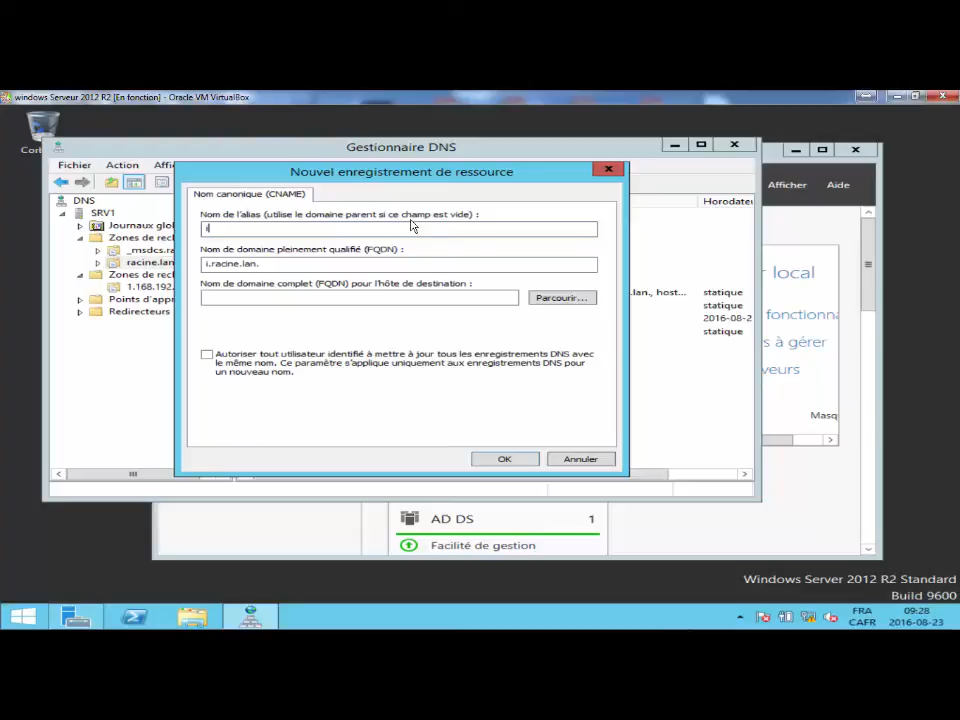 windows Serveur 2012 R2 [En fonction] - Oracle VM VirtualBox
Gestionnaire DNS
Fichier Action
Nouvel enregistrement de ressource
Nom canonique (CNAME)
Nom de l'alias (utilise le domaine parent si ce champ est vide) :
i
Nom de domaine pleinement qualifié (FQDN) :
i.racine.lan.
Nom de domaine complet (FQDN) pour l'hôte de destination :
Parcourir...
Autoriser tout utilisateur identifié à mettre à jour tous les enregistrements DNS avec
le même nom. Ce paramètre s'applique uniquement aux enregistrements DNS pour
un nouveau nom.
OK Annuler
DNS
SRV1
Journaux glo
Zones de rec
_msdcs.ra
racine.lan
Zones de rec
1.168.192.
Points d'appr
Redirecteurs
Horodater
.lan., host... statique
statique
2016-08-2
statique
Afficher Aide
local
fonctionna
s à gérer
veurs
Masq
AD DS 1
Facilité de gestion
Windows Server 2012 R2 Standard
Build 9600
FRA
CAFR
09:28
2016-08-23